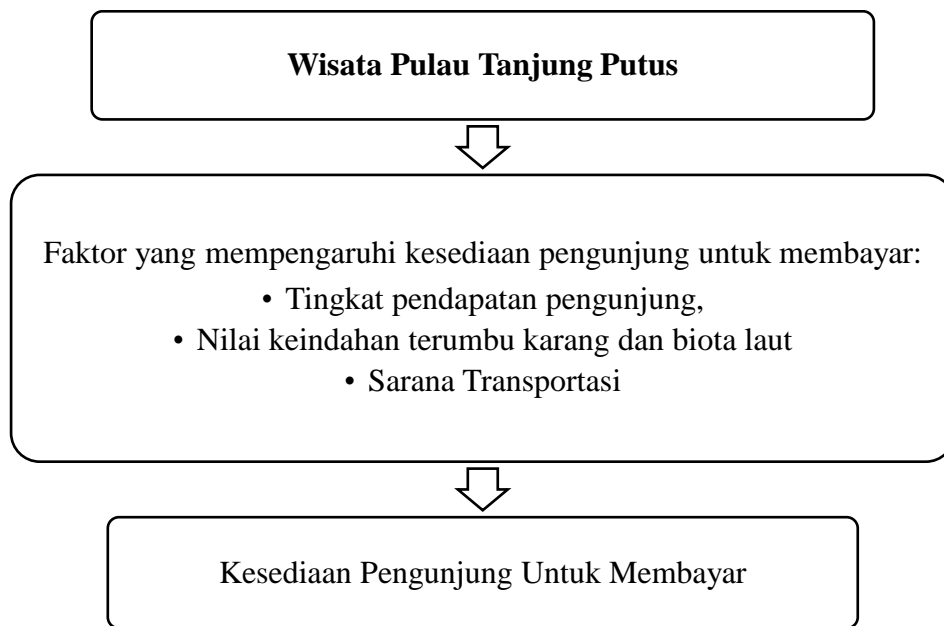 Wisata Pulau Tanjung Putus
Faktor yang mempengaruhi kesediaan pengunjung untuk membayar:
• Tingkat pendapatan pengunjung,
• Nilai keindahan terumbu karang dan biota laut
• Sarana Transportasi
Kesediaan Pengunjung Untuk Membayar